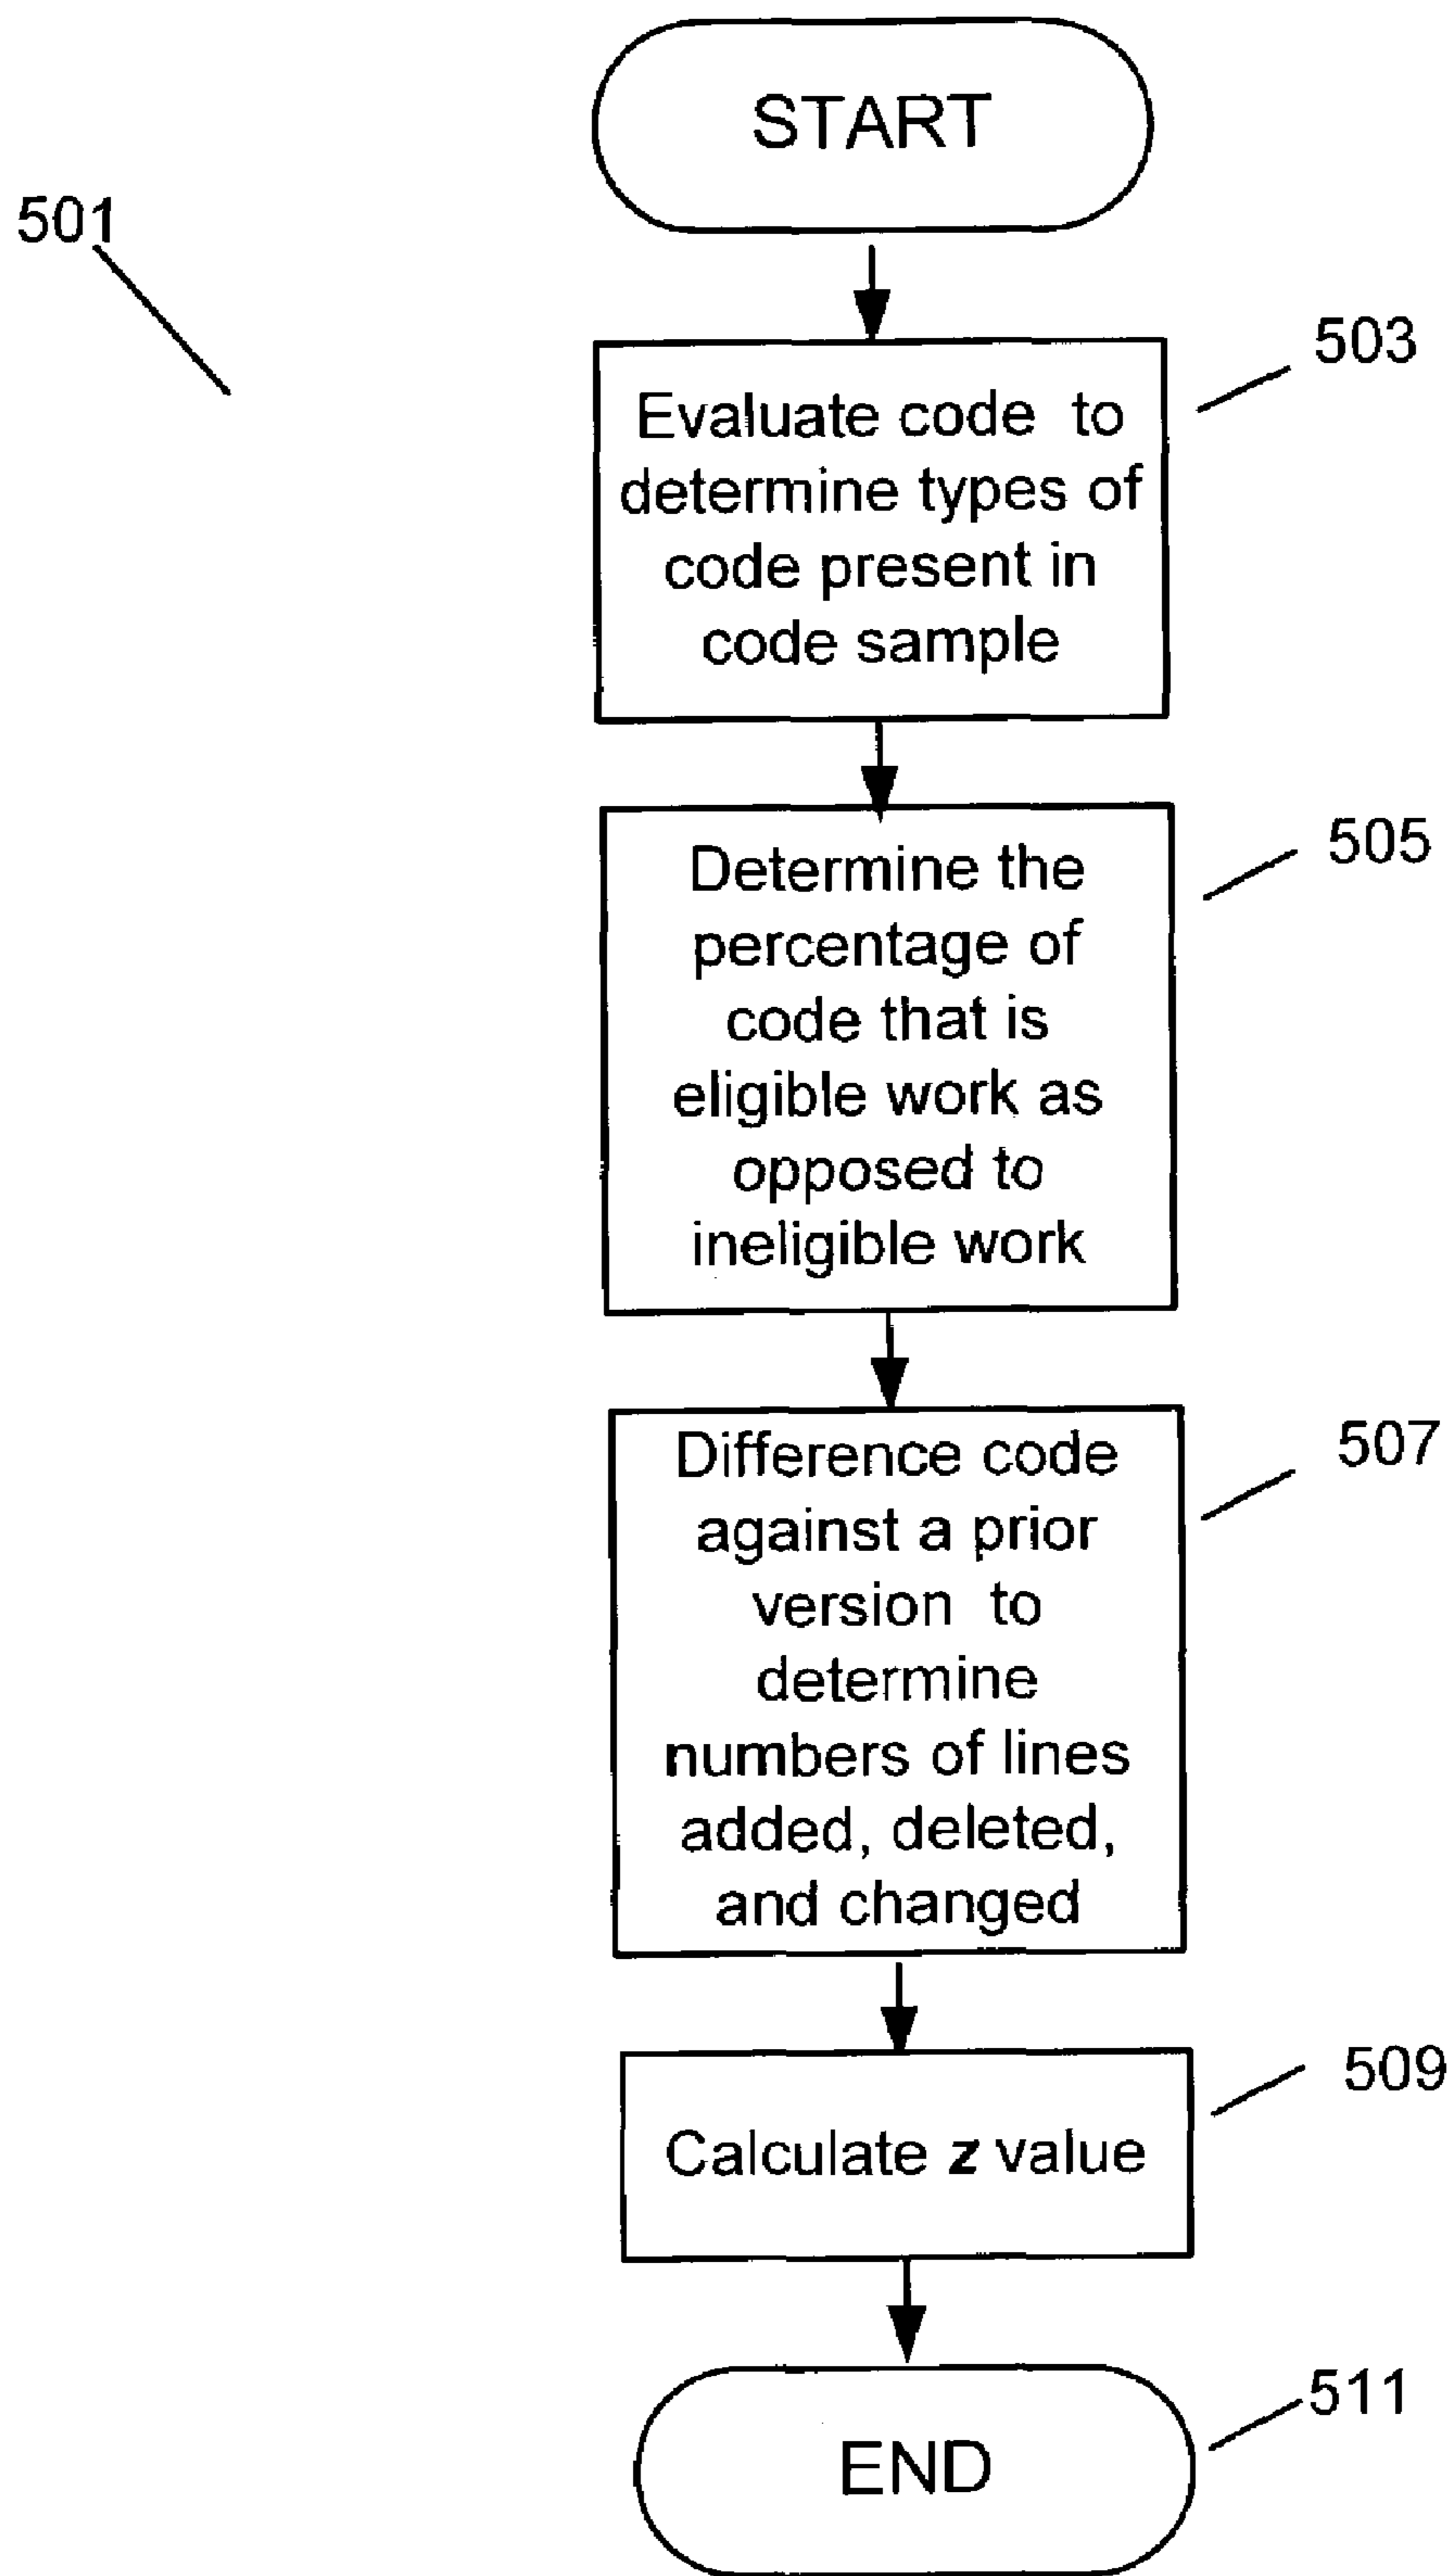 START
501
503
Evaluate code to
determine types of
code present in
code sample
505
Determine the
percentage of
code that is
eligible work as
opposed to
ineligible work
507
Difference code
against a prior
version to
determine
numbers of lines
added, deleted,
and changed
509
Calculate z value
511
END